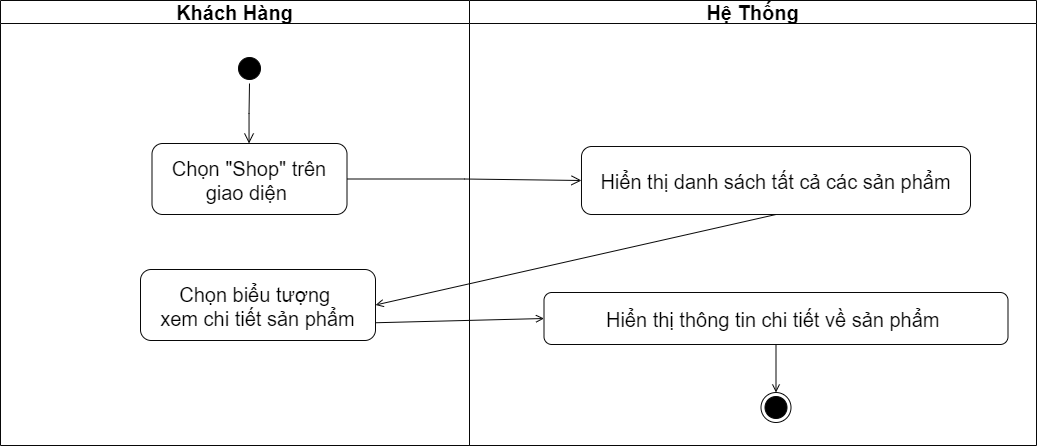 Khách Hàng
Hệ Thống
Chọn "Shop" trên
giao diện
Hiển thị danh sách tất cả các sản phẩm
Chọn biểu tượng
xem chi tiết sản phẩm
Hiển thị thông tin chi tiết về sản phẩm